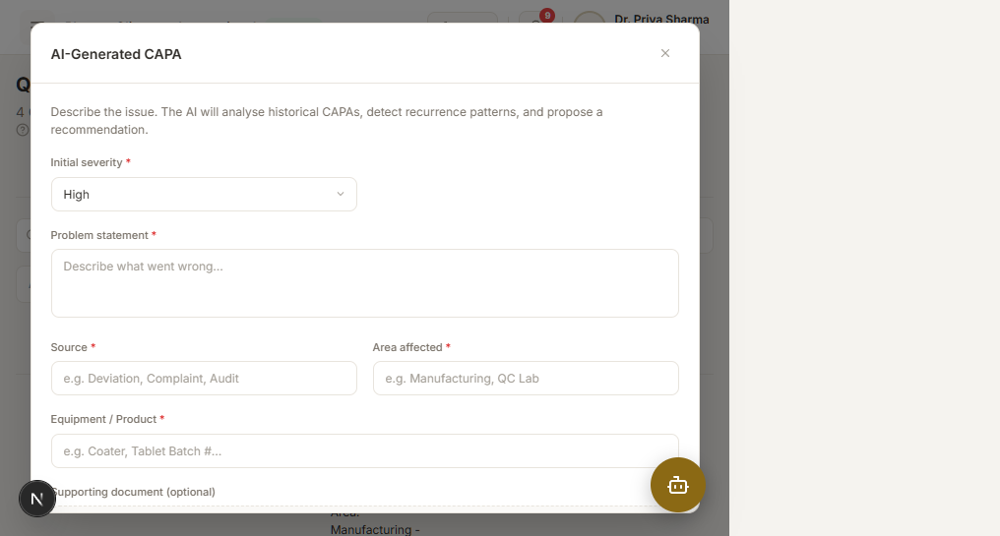 9
Dr. Priya Sharma
AI-Generated CAPA
Q
4
Describe the issue. The AI will analyse historical CAPAs, detect recurrence patterns, and propose a
recommendation.
Initial severity *
High
Problem statement *
Describe what went wrong...
Source *
Area affected *
e.g. Deviation, Complaint, Audit
e.g. Manufacturing, QC Lab
Equipment / Product *
e.g. Coater, Tablet Batch #...
Supporting document (optional)
N
Area:
Manufacturing -